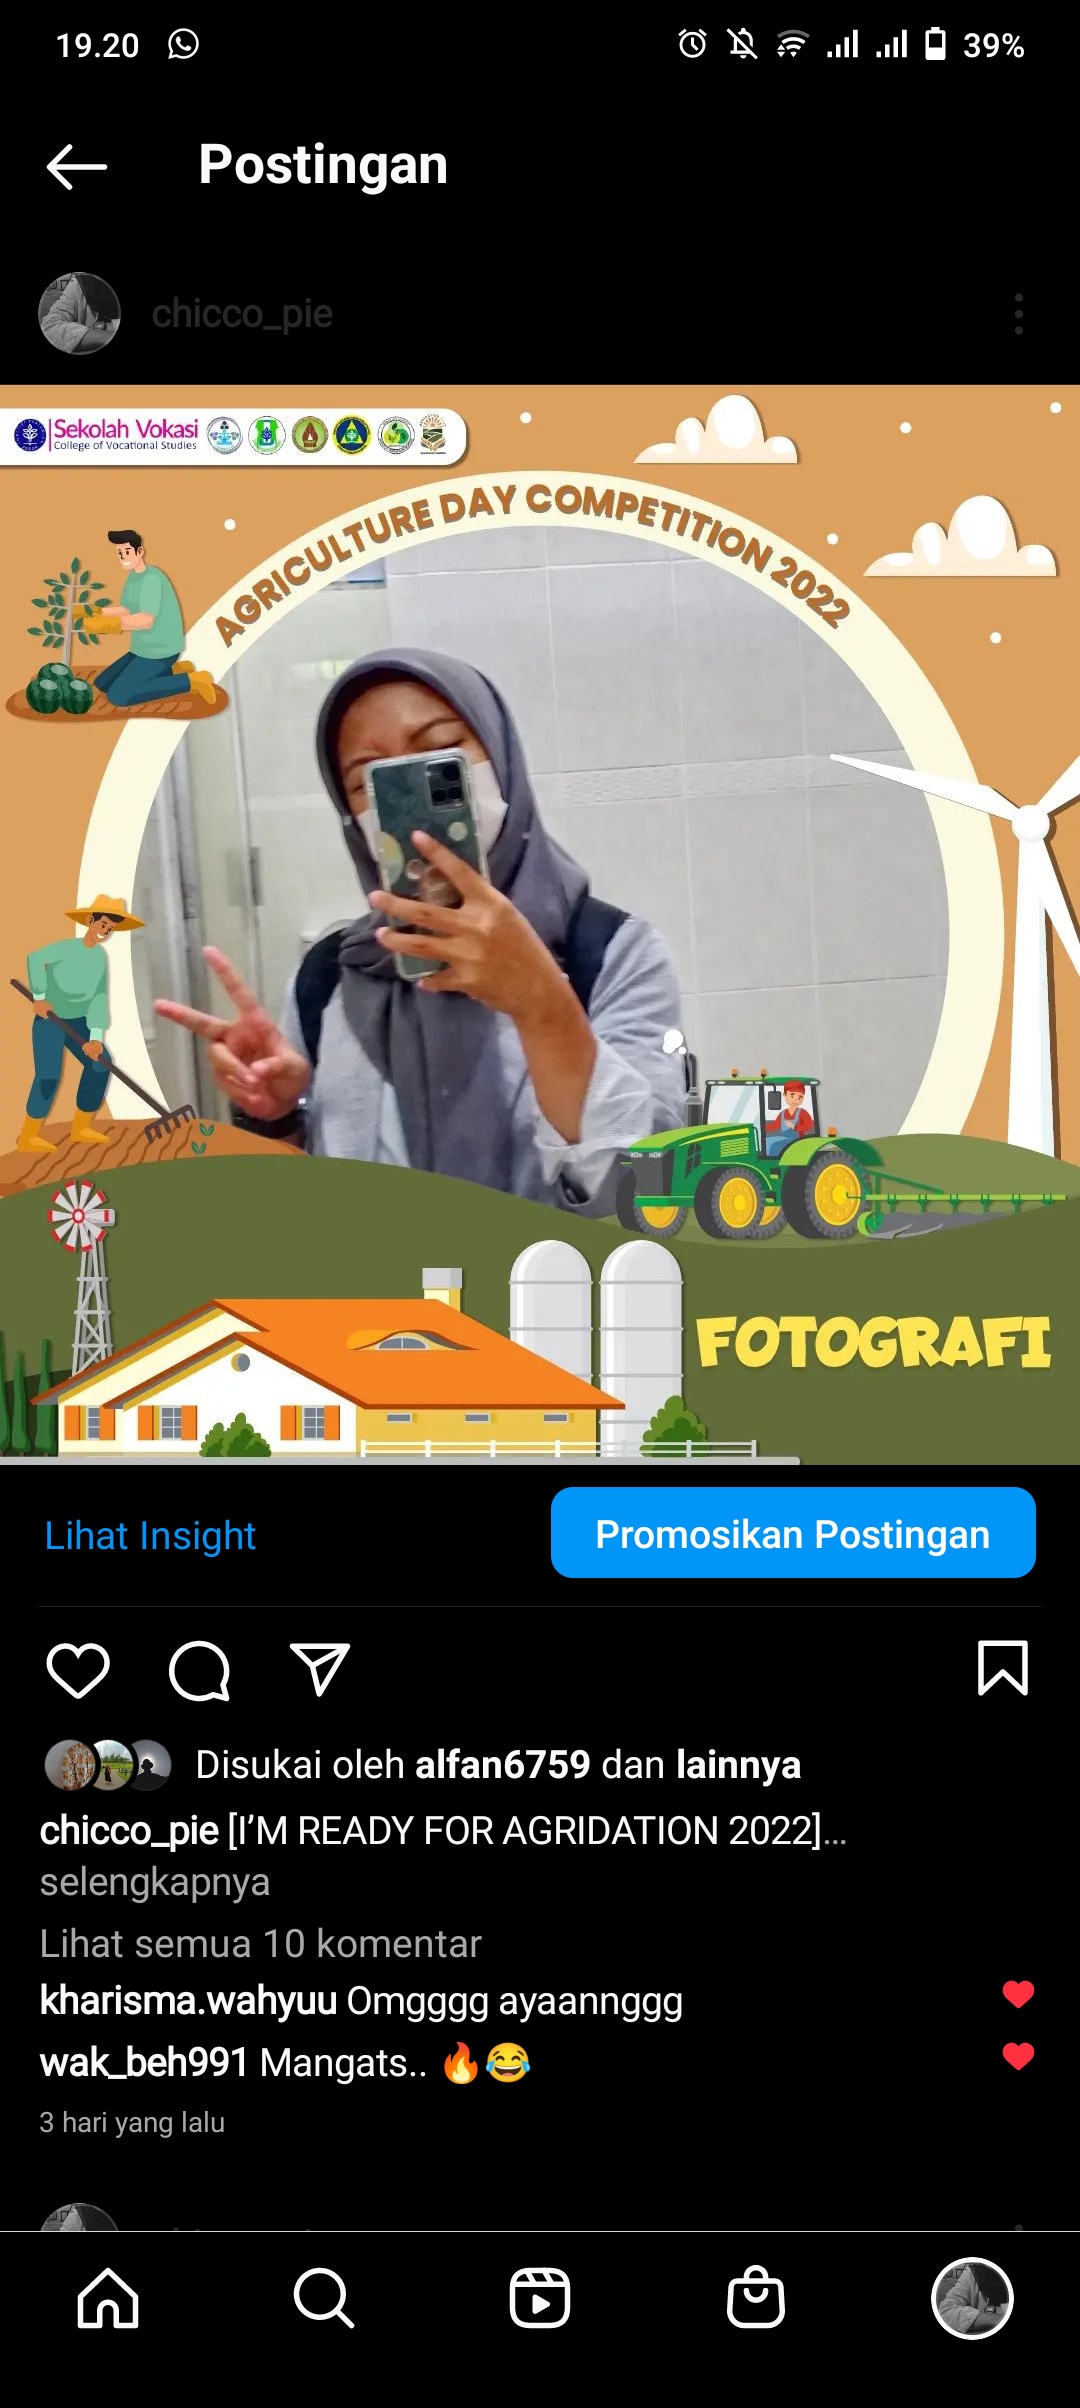 19.20
39%
Postingan
chicco_pie
Sekolah Vokasi
College of Vocational Studies
AGRICULTURE DAY COMPETITION 2022
FOTOGRAFI
Lihat Insight
Promosikan Postingan
Disukai oleh alfan6759 dan lainnya
chicco_pie [I’M READY FOR AGRIDATION 2022]…
selengkapnya
Lihat semua 10 komentar
kharisma.wahyuu Omgggg ayaannggg
wak_beh991 Mangats.. 🔥😂
3 hari yang lalu